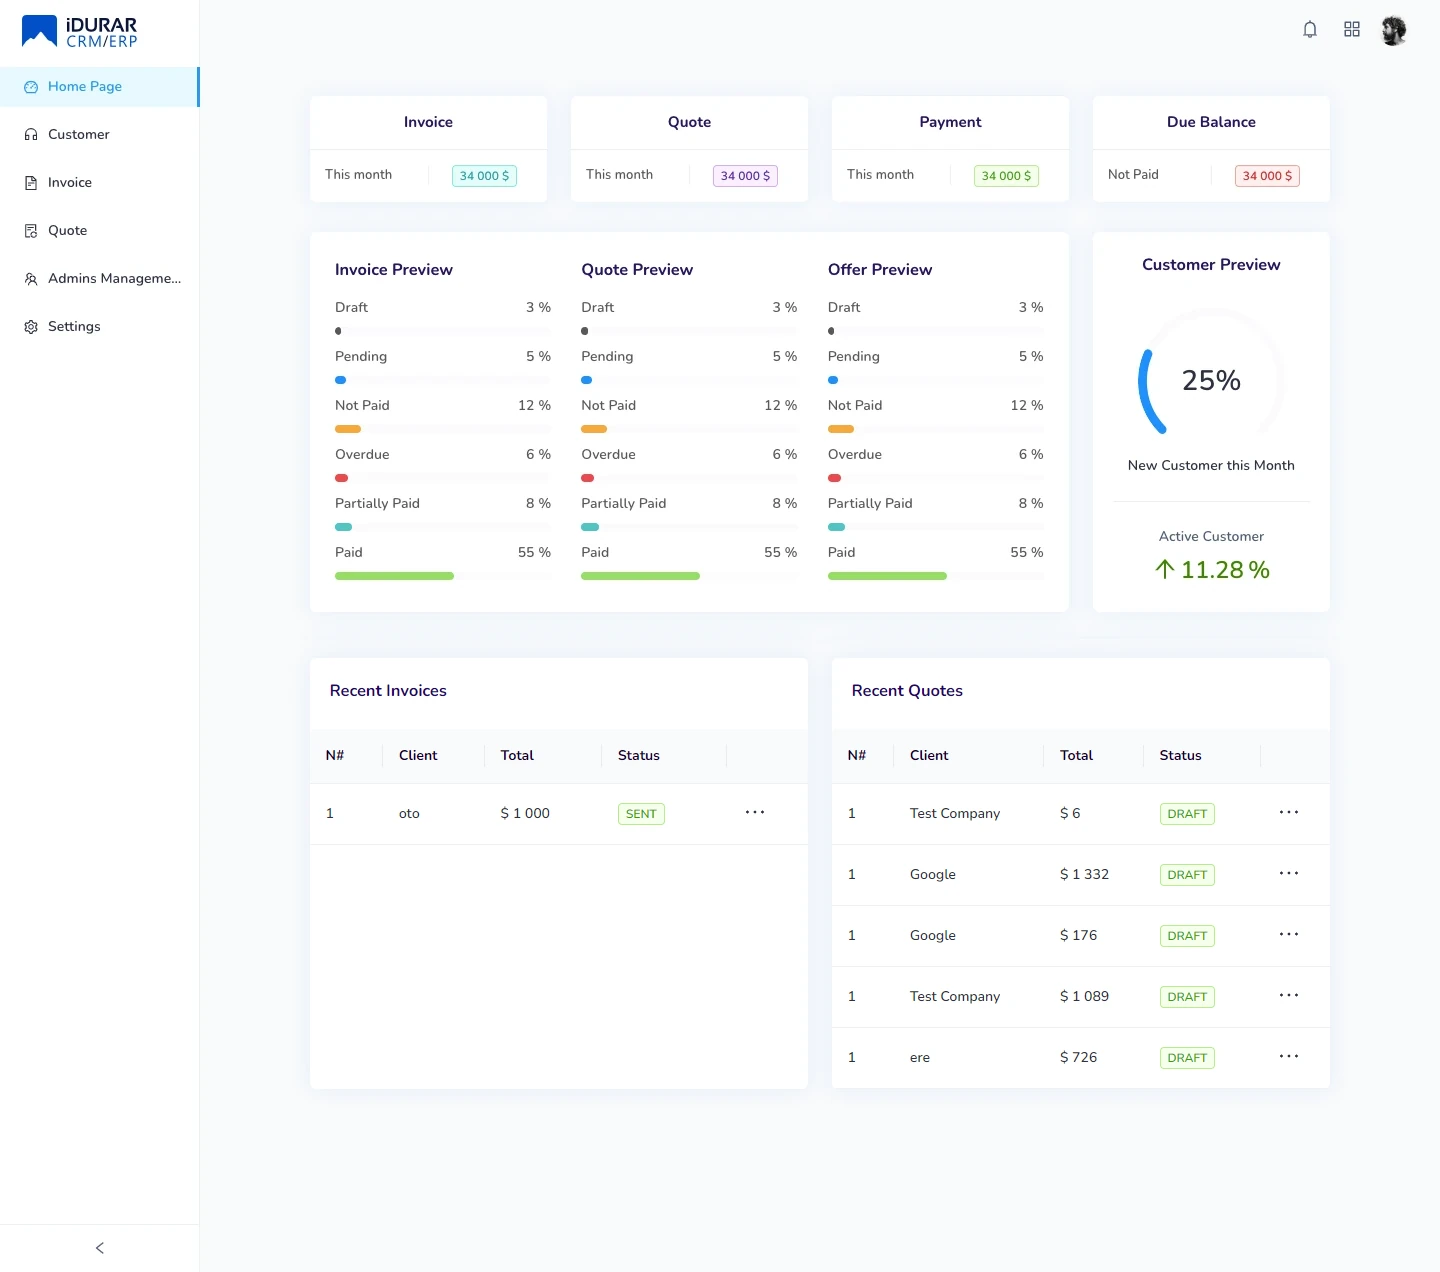 iDURAR
CRM/ERP
Home Page
Customer
Invoice
Quote
Admins Manageme...
Settings
Invoice
This month
34 000 $
Quote
This month
34 000 $
Payment
This month
34 000 $
Due Balance
Not Paid
34 000 $
Invoice Preview
Draft 3 %
Pending 5 %
Not Paid 12 %
Overdue 6 %
Partially Paid 8 %
Paid 55 %
Quote Preview
Draft 3 %
Pending 5 %
Not Paid 12 %
Overdue 6 %
Partially Paid 8 %
Paid 55 %
Offer Preview
Draft 3 %
Pending 5 %
Not Paid 12 %
Overdue 6 %
Partially Paid 8 %
Paid 55 %
Customer Preview
25%
New Customer this Month
Active Customer
11.28 %
Recent Invoices
N# Client Total Status
1 oto $ 1 000 SENT
Recent Quotes
N# Client Total Status
1 Test Company $ 6 DRAFT
1 Google $ 1 332 DRAFT
1 Google $ 176 DRAFT
1 Test Company $ 1 089 DRAFT
1 ere $ 726 DRAFT